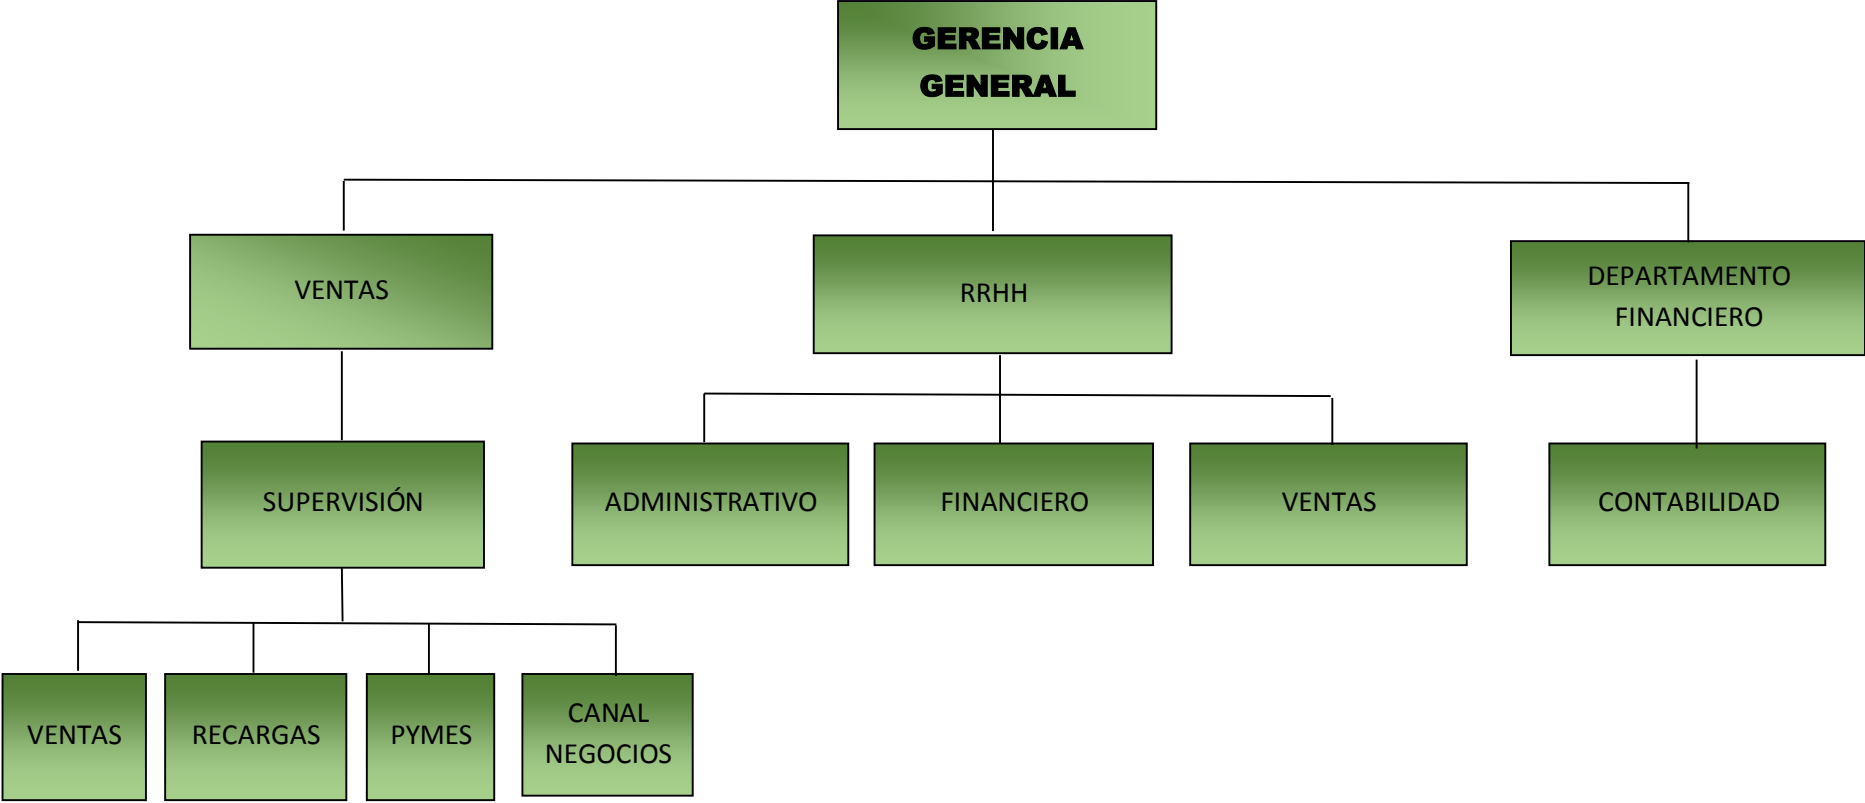 GERENCIA
GENERAL
VENTAS
RRHH
DEPARTAMENTO
FINANCIERO
SUPERVISIÓN
ADMINISTRATIVO
FINANCIERO
VENTAS
CONTABILIDAD
VENTAS
RECARGAS
PYMES
CANAL
NEGOCIOS